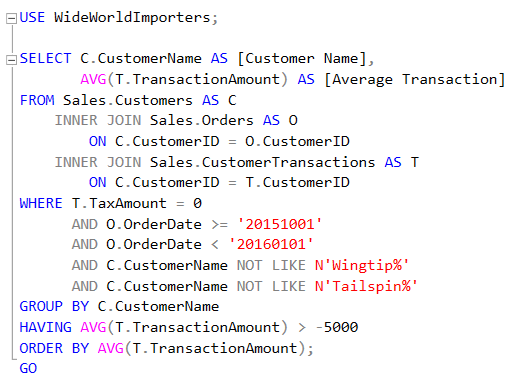 USE WideWorldImporters;
SELECT C.CustomerName AS [Customer Name],
AVG(T.TransactionAmount) AS [Average Transaction]
FROM Sales.Customers AS C
INNER JOIN Sales.Orders AS O
ON C.CustomerID = O.CustomerID
INNER JOIN Sales.CustomerTransactions AS T
ON C.CustomerID = T.CustomerID
WHERE T.TaxAmount = 0
AND O.OrderDate >= '20151001'
AND O.OrderDate < '20160101'
AND C.CustomerName NOT LIKE N'Wingtip%'
AND C.CustomerName NOT LIKE N'Tailspin%'
GROUP BY C.CustomerName
HAVING AVG(T.TransactionAmount) > -5000
ORDER BY AVG(T.TransactionAmount);
GO